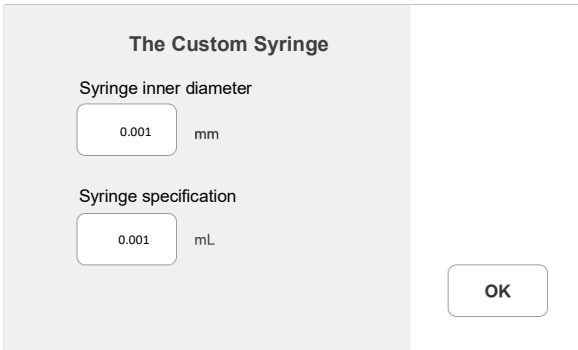 The Custom Syringe
Syringe inner diameter
0.001 mm
Syringe specification
0.001 mL
OK